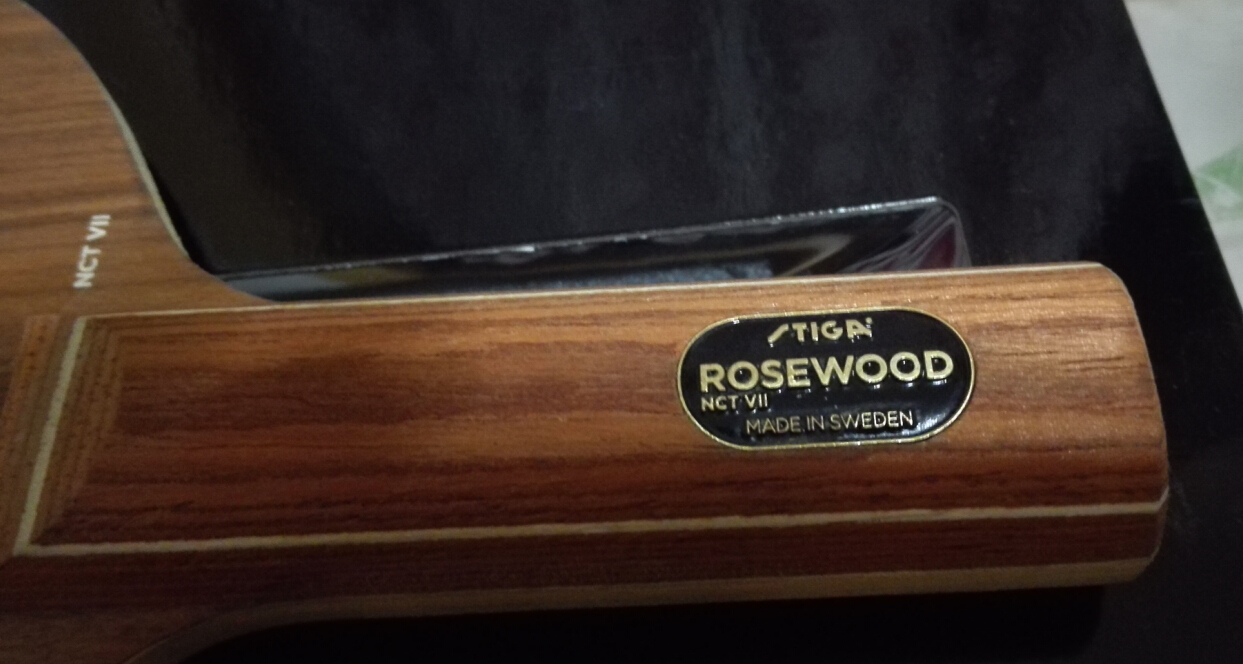 NCT VII
STIGA
ROSEWOOD
NCT VII
MADE IN SWEDEN